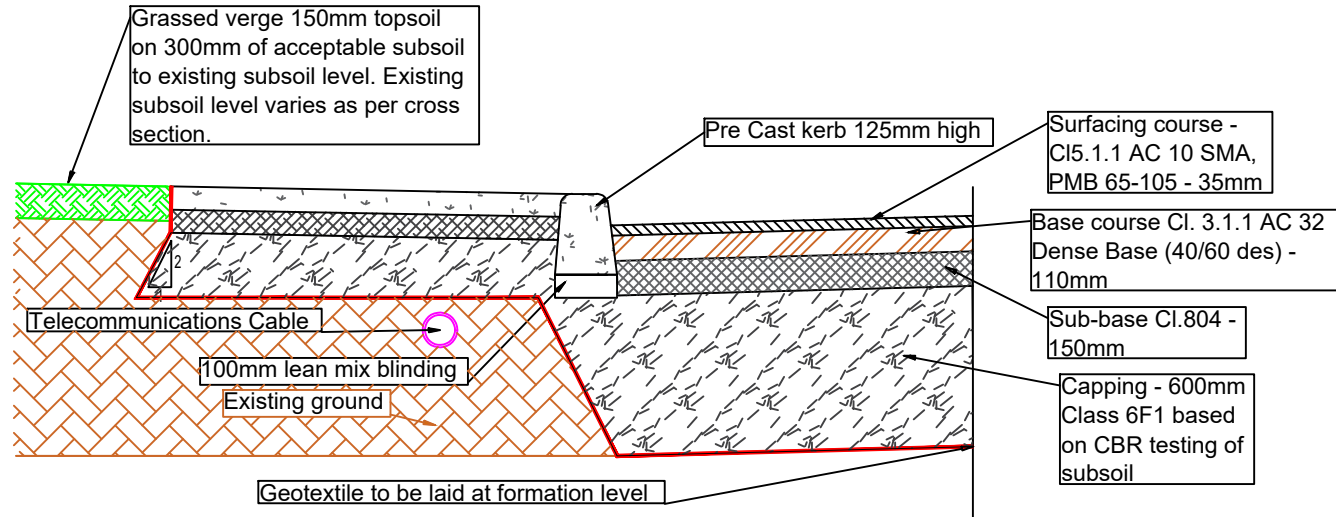 Grassed verge 150mm topsoil
on 300mm of acceptable subsoil
to existing subsoil level. Existing
subsoil level varies as per cross
section.
Pre Cast kerb 125mm high
Surfacing course -
Cl5.1.1 AC 10 SMA,
PMB 65-105 - 35mm
Base course Cl. 3.1.1 AC 32
Dense Base (40/60 des) -
110mm
2
Telecommunications Cable
Sub-base Cl.804 -
150mm
100mm lean mix blinding
Existing ground
Capping - 600mm
Class 6F1 based
on CBR testing of
subsoil
Geotextile to be laid at formation level